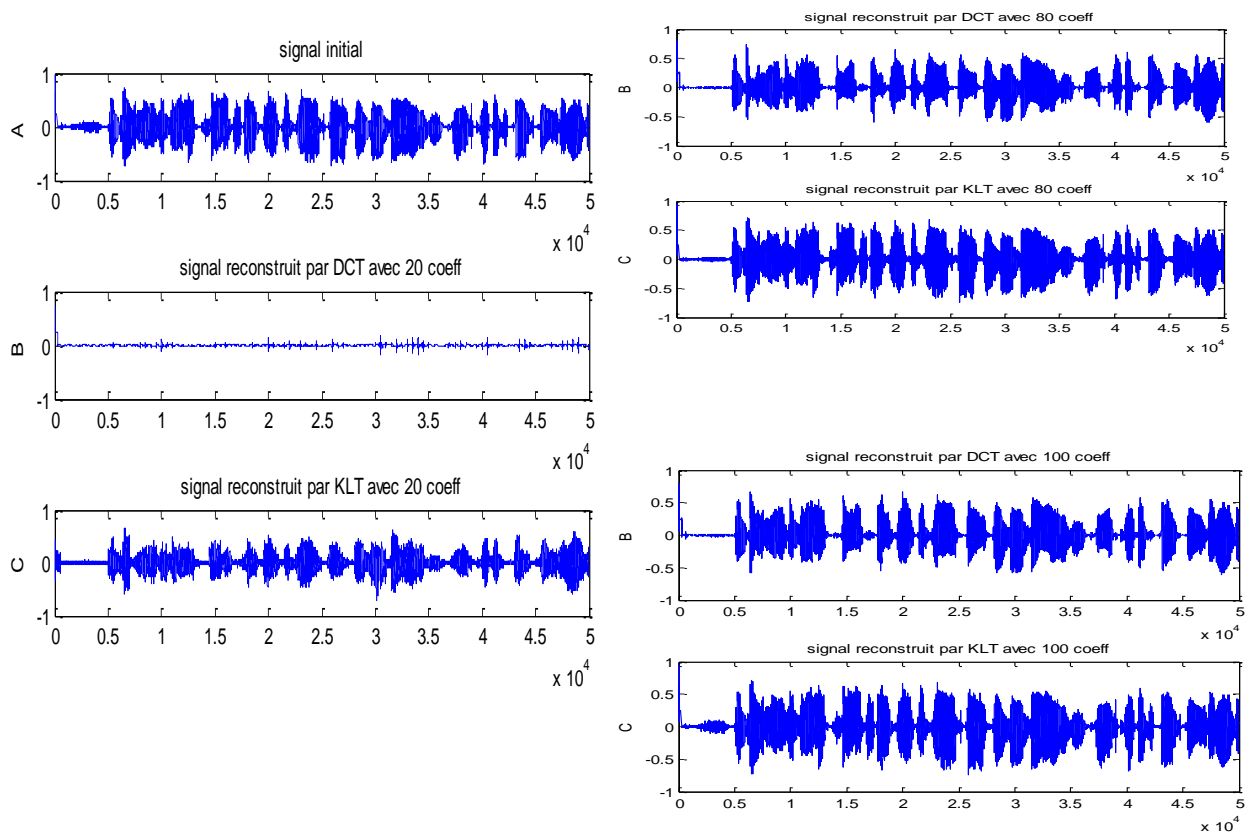 signal initial
1
0
-1
A
0 0.5 1 1.5 2 2.5 3 3.5 4 4.5 5
x 10^4
signal reconstruit par DCT avec 20 coeff
1
0
-1
B
0 0.5 1 1.5 2 2.5 3 3.5 4 4.5 5
x 10^4
signal reconstruit par KLT avec 20 coeff
1
0
-1
C
0 0.5 1 1.5 2 2.5 3 3.5 4 4.5 5
x 10^4
signal reconstruit par DCT avec 80 coeff
1
0.5
0
-0.5
-1
B
0 0.5 1 1.5 2 2.5 3 3.5 4 4.5 5
x 10^4
signal reconstruit par KLT avec 80 coeff
1
0.5
0
-0.5
-1
C
0 0.5 1 1.5 2 2.5 3 3.5 4 4.5 5
x 10^4
signal reconstruit par DCT avec 100 coeff
1
0.5
0
-0.5
-1
B
0 0.5 1 1.5 2 2.5 3 3.5 4 4.5 5
x 10^4
signal reconstruit par KLT avec 100 coeff
1
0.5
0
-0.5
-1
C
0 0.5 1 1.5 2 2.5 3 3.5 4 4.5 5
x 10^4